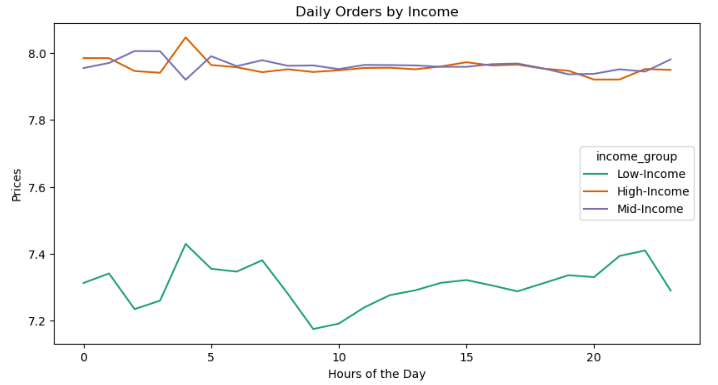 Daily Orders by Income
Prices
8.0
7.8
7.6
7.4
7.2
income_group
Low-Income
High-Income
Mid-Income
0 5 10 15 20
Hours of the Day